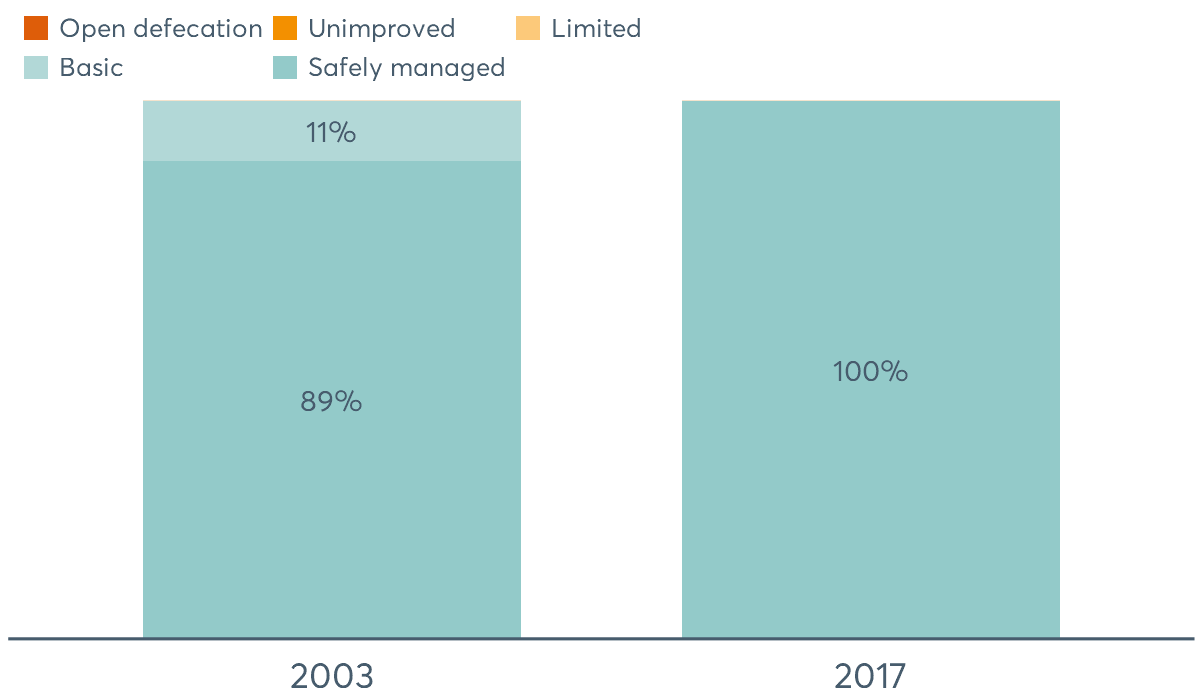 Open defecation Unimproved Limited
Basic Safely managed
11%
89%
100%
2003 2017